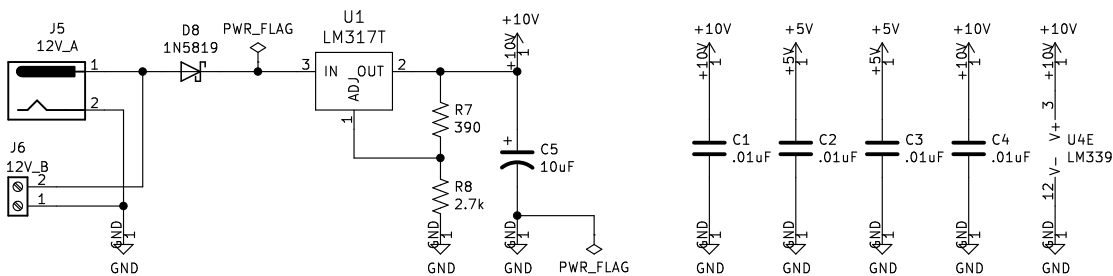 J5
12V_A
1
2
J6
12V_B
2
1
GND
1
GND
D8
1N5819
PWR_FLAG
U1
LM317T
3
IN
OUT
2
ADJ
1
R7
390
R8
2.7k
GND
1
GND
+10V
+10V
1
+
C5
10uF
GND
1
GND
PWR_FLAG
+10V
+10V
1
C1
.01uF
GND
1
GND
+5V
+5V
1
C2
.01uF
GND
1
GND
+5V
+5V
1
C3
.01uF
GND
1
GND
+10V
+10V
1
C4
.01uF
GND
1
GND
+10V
+10V
1
3
V+
U4E
LM339
V-
12
GND
1
GND